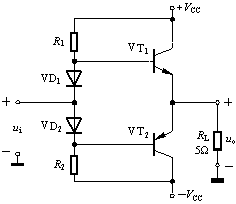 +VCC
R1
VT1
VD1
+
+
ui
VD2
VT2
RL
5Ω
uo
−
R2
−
−VCC